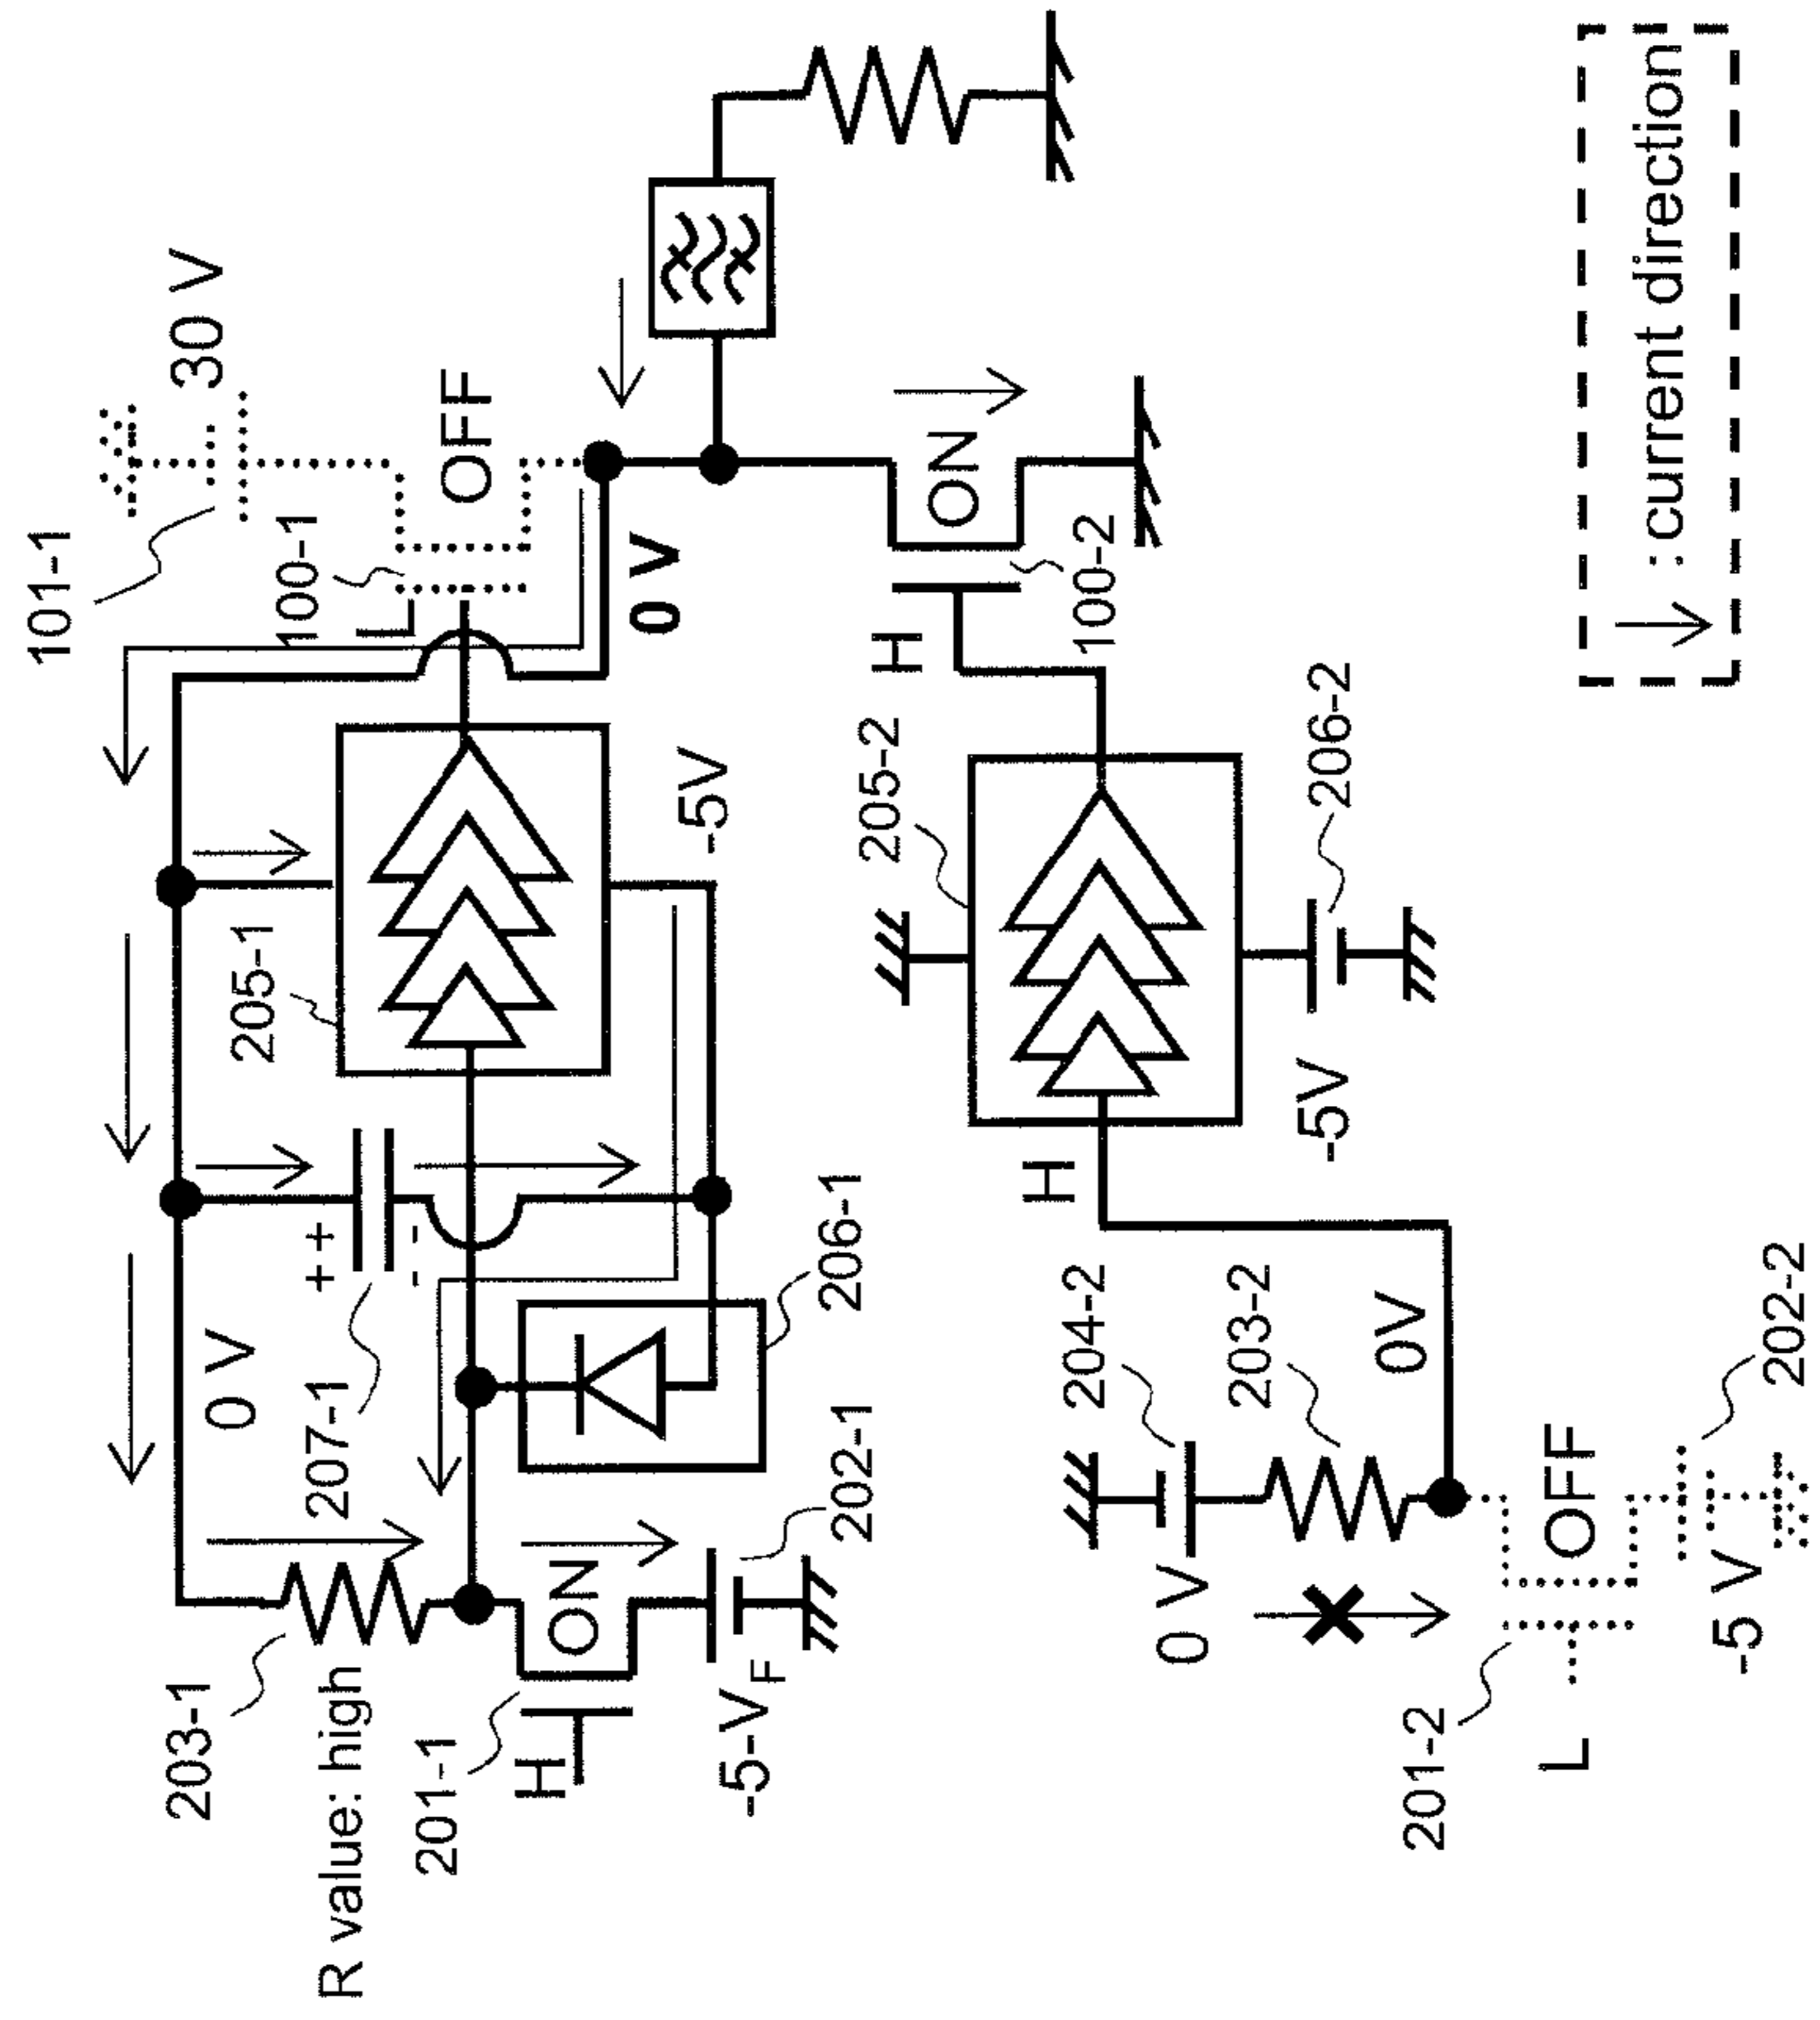 101-1
30 V
100-1
L
OFF
0 V
205-1
-5V
++
--
0 V
207-1
206-1
203-1
R value: high
H
ON
201-1
-5-VF
202-1
ON
H
100-2
205-2
206-2
-5V
H
204-2
203-2
0 V
0V
OFF
201-2
L
-5 V
202-2
:current direction